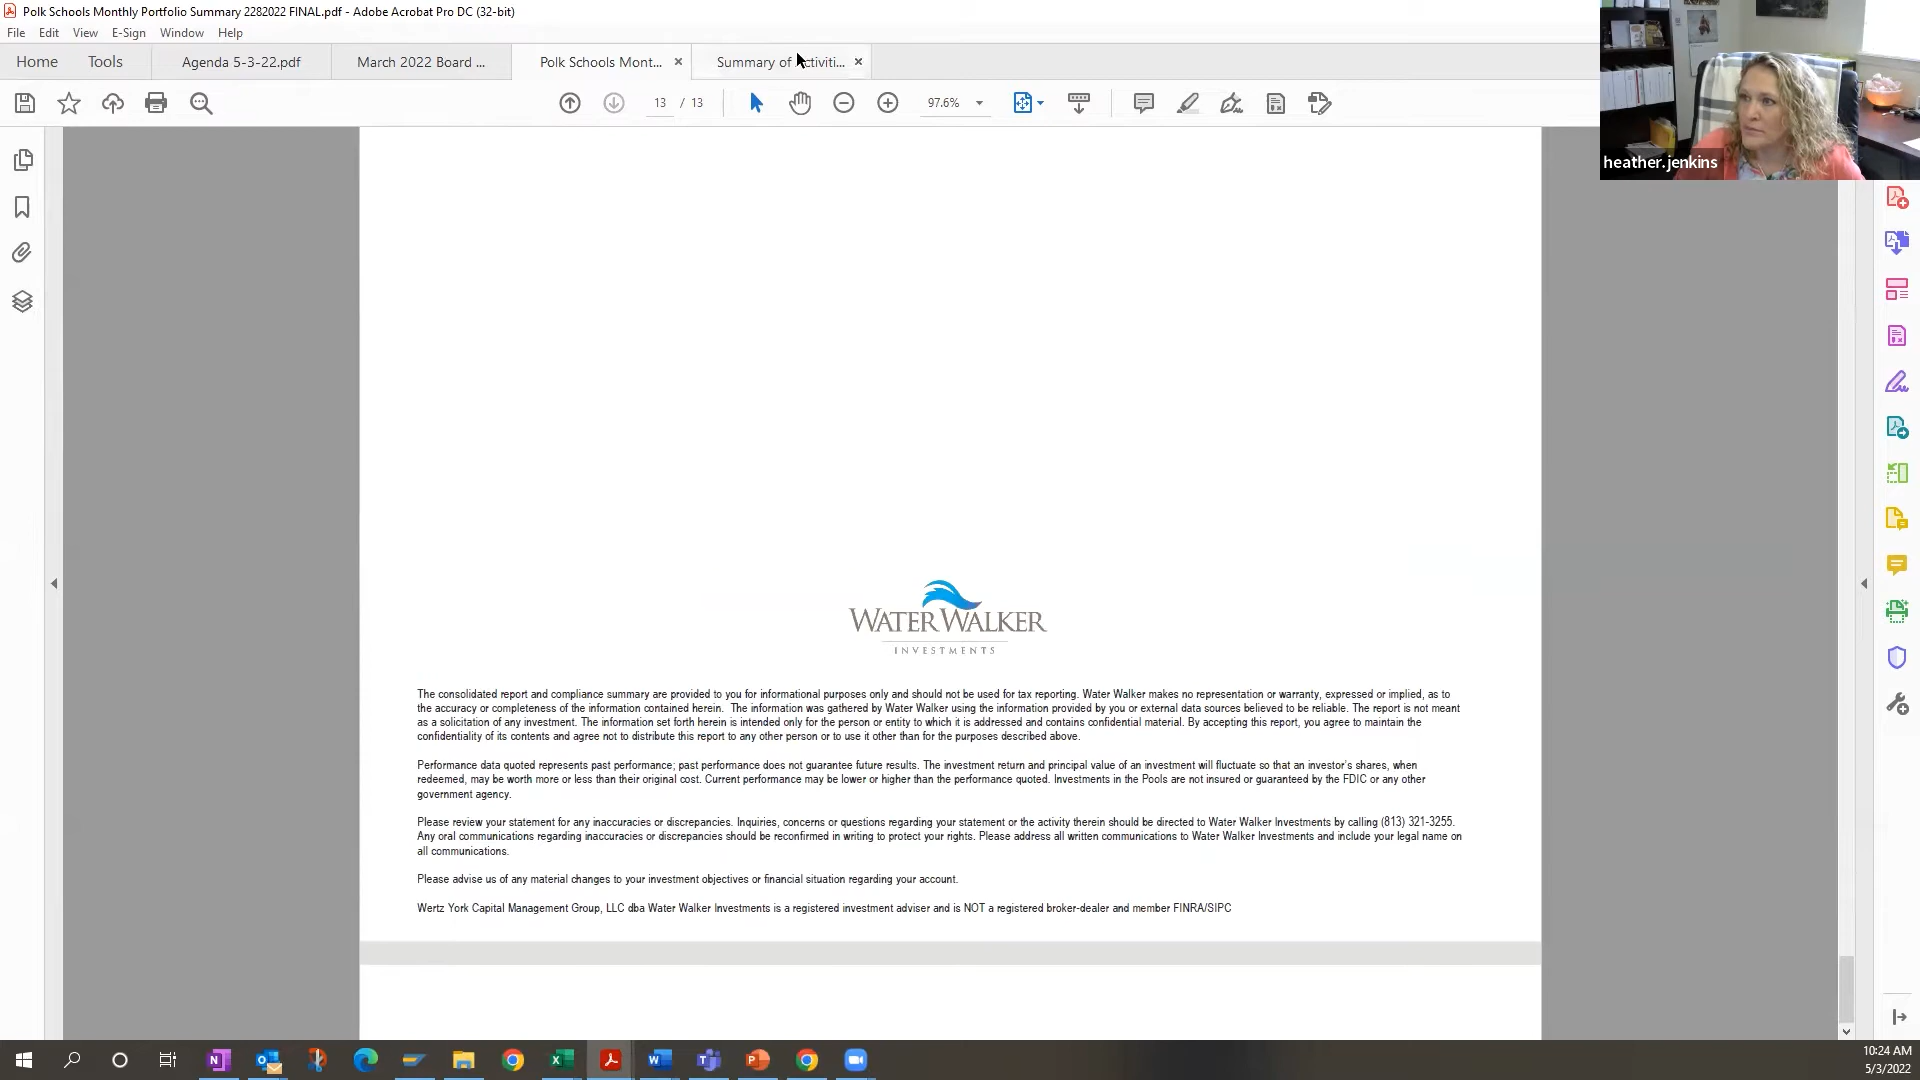 Polk Schools Monthly Portfolio Summary 2282022 FINAL.pdf - Adobe Acrobat Pro DC (32-bit)
File Edit View E-Sign Window Help
Home Tools Agenda 5-3-22.pdf March 2022 Board ... Polk Schools Mont... × Summary of ctiviti... ×
13 / 13 97.6%
heather.jenkins
WATER WALKER
INVESTMENTS
The consolidated report and compliance summary are provided to you for informational purposes only and should not be used for tax reporting. Water Walker makes no representation or warranty, expressed or implied, as to
the accuracy or completeness of the information contained herein. The information was gathered by Water Walker using the information provided by you or external data sources believed to be reliable. The report is not meant
as a solicitation of any investment. The information set forth herein is intended only for the person or entity to which it is addressed and contains confidential material. By accepting this report, you agree to maintain the
confidentiality of its contents and agree not to distribute this report to any other person or to use it other than for the purposes described above.
Performance data quoted represents past performance; past performance does not guarantee future results. The investment return and principal value of an investment will fluctuate so that an investor's shares, when
redeemed, may be worth more or less than their original cost. Current performance may be lower or higher than the performance quoted. Investments in the Pools are not insured or guaranteed by the FDIC or any other
government agency.
Please review your statement for any inaccuracies or discrepancies. Inquiries, concerns or questions regarding your statement or the activity therein should be directed to Water Walker Investments by calling (813) 321-3255.
Any oral communications regarding inaccuracies or discrepancies should be reconfirmed in writing to protect your rights. Please address all written communications to Water Walker Investments and include your legal name on
all communications.
Please advise us of any material changes to your investment objectives or financial situation regarding your account.
Wertz York Capital Management Group, LLC dba Water Walker Investments is a registered investment adviser and is NOT a registered broker-dealer and member FINRA/SIPC
10:24 AM
5/3/2022